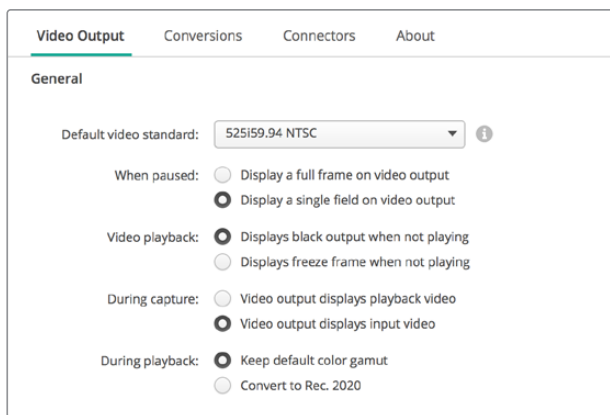 Video Output Conversions Connectors About
General
Default video standard: 525i59.94 NTSC
When paused: Display a full frame on video output
Display a single field on video output
Video playback: Displays black output when not playing
Displays freeze frame when not playing
During capture: Video output displays playback video
Video output displays input video
During playback: Keep default color gamut
Convert to Rec. 2020